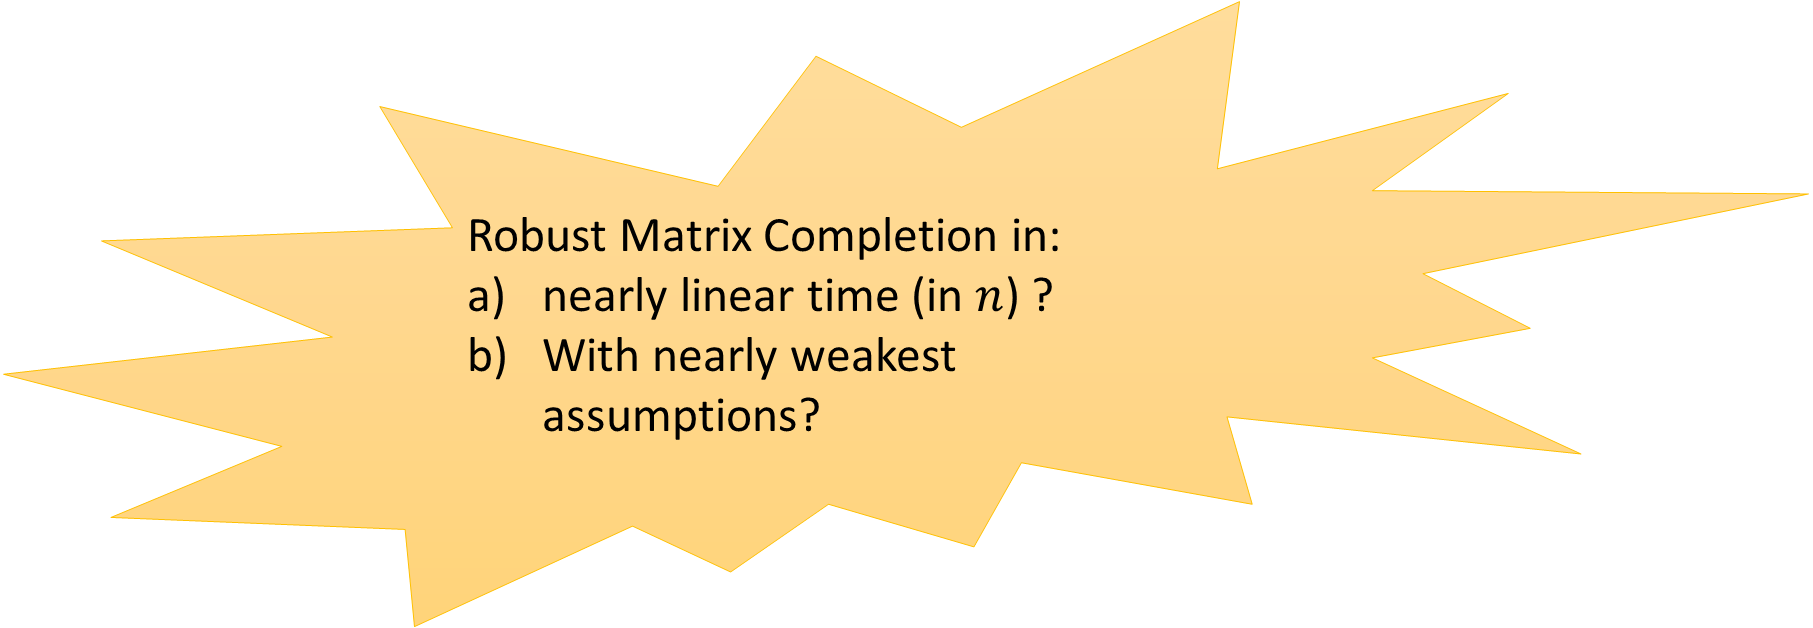 Robust Matrix Completion in:
a) nearly linear time (in n) ?
b) With nearly weakest
assumptions?